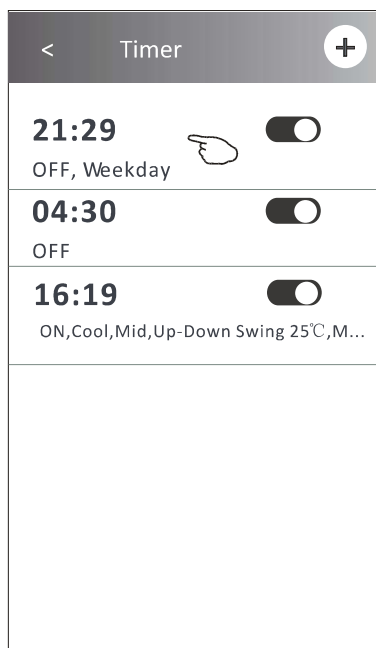 < Timer +
21:29
OFF, Weekday
04:30
OFF
16:19
ON,Cool,Mid,Up-Down Swing 25℃,M...